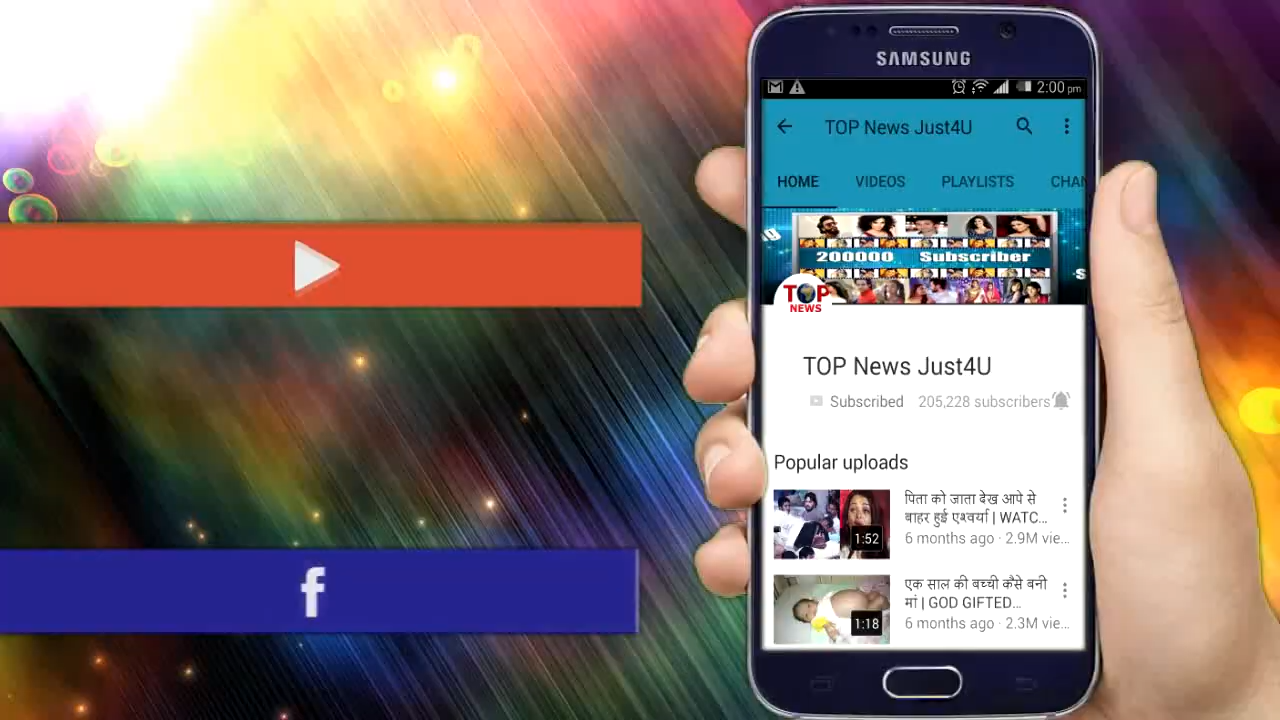 SAMSUNG
2:00 pm
TOP News Just4U
HOME VIDEOS PLAYLISTS CHAN
200000 Subscriber
TOP
NEWS
TOP News Just4U
Subscribed 205,228 subscribers
Popular uploads
पिता को जाता देख आपे से
बाहर हुई एश्वर्या | WATC...
6 months ago · 2.9M vie...
1:52
एक साल की बच्ची कैसे बनी
मां | GOD GIFTED...
6 months ago · 2.3M vie...
1:18
f